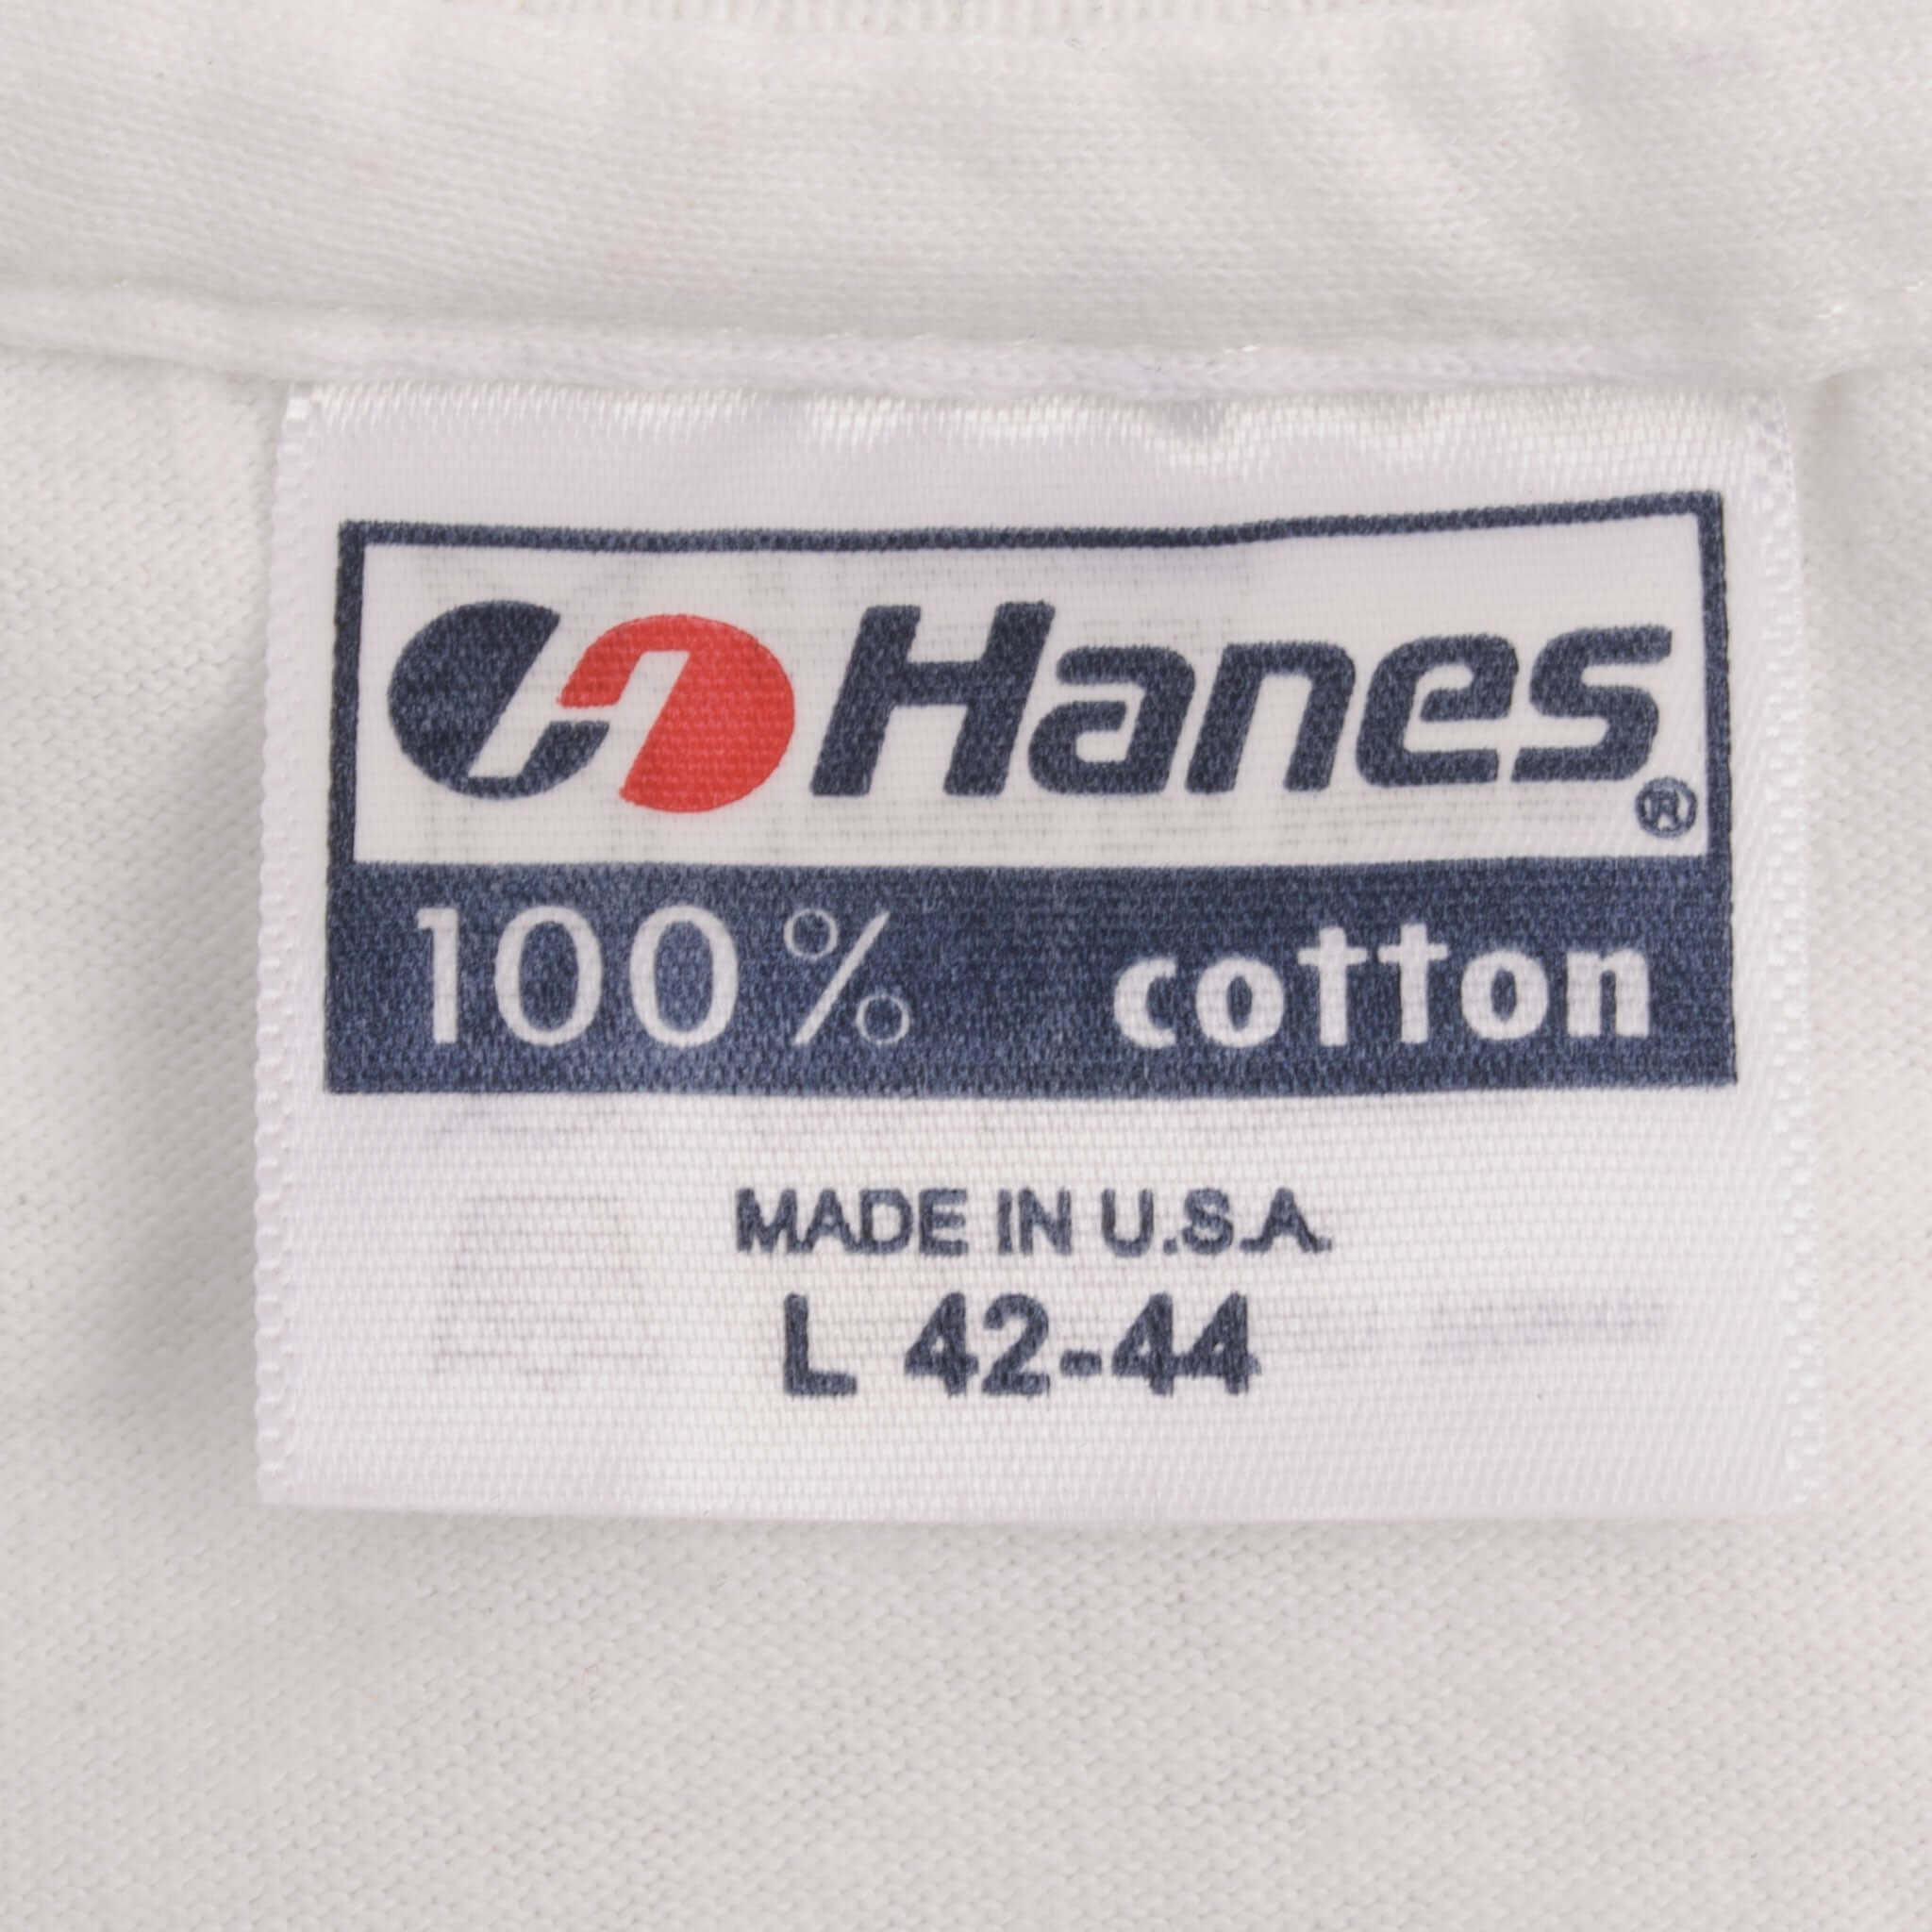 Hanes®
100% cotton
MADE IN U.S.A.
L 42-44